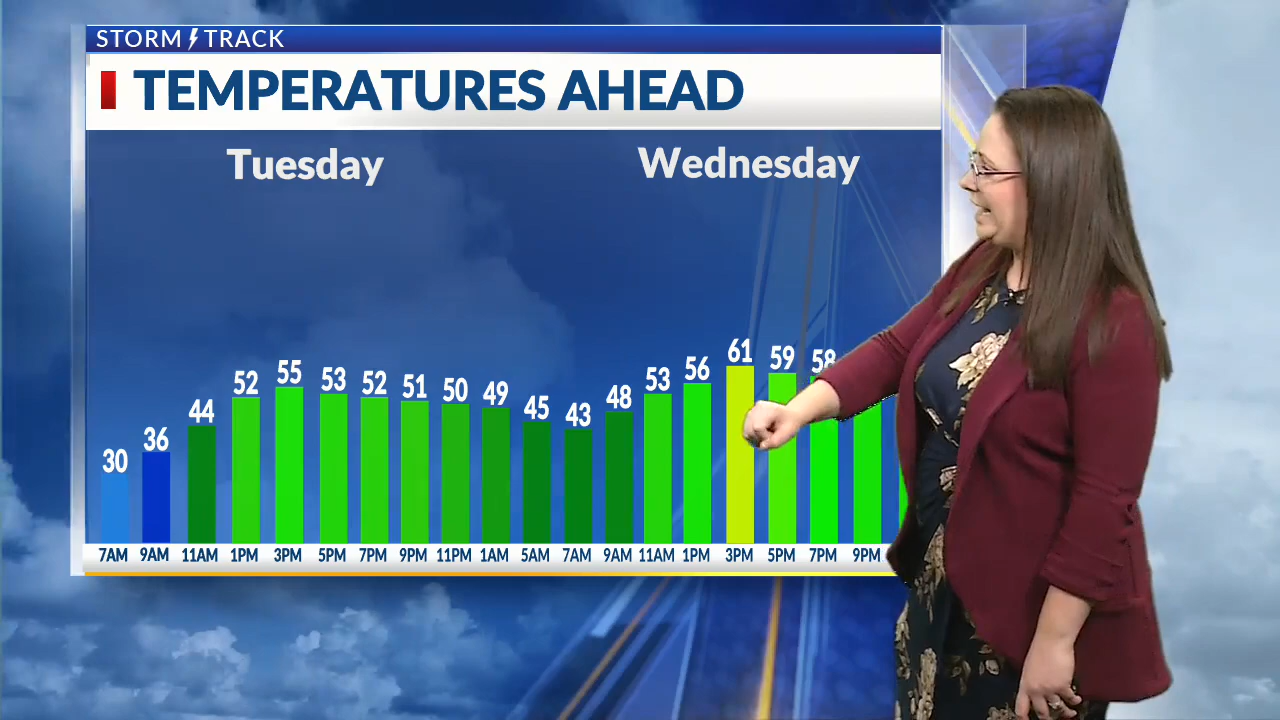 STORM TRACK
TEMPERATURES AHEAD
Tuesday Wednesday
30 36 44 52 55 53 52 51 50 49 45 43 48 53 56 61 59 58
7AM 9AM 11AM 1PM 3PM 5PM 7PM 9PM 11PM 1AM 5AM 7AM 9AM 11AM 1PM 3PM 5PM 7PM 9PM